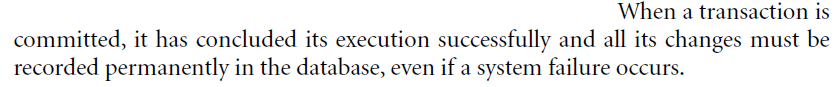 When a transaction is
committed, it has concluded its execution successfully and all its changes must be
recorded permanently in the database, even if a system failure occurs.